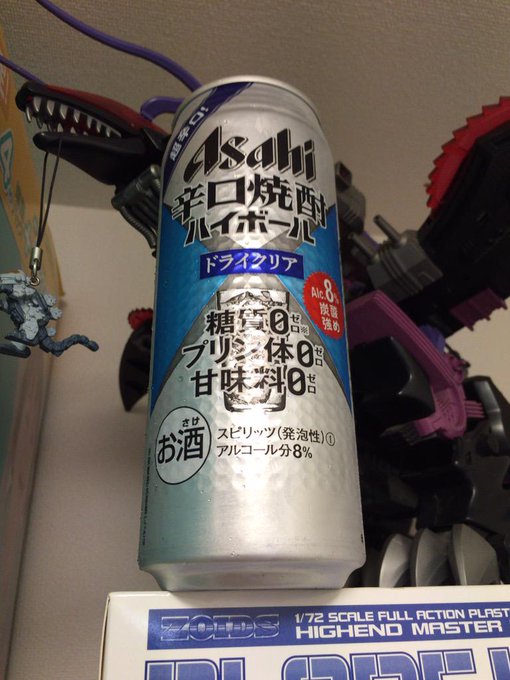 超辛口!
Asahi
辛口焼酎
ハイボール
ドライクリア
Alc.8%
炭酸
強め
糖質0ゼロ※
プリン体0ゼロ
甘味料0ゼロ
さけ
お酒
スピリッツ(発泡性)①
アルコール分8%
ZOIDS
1/72 SCALE FULL ACTION PLAST
HIGHEND MASTER